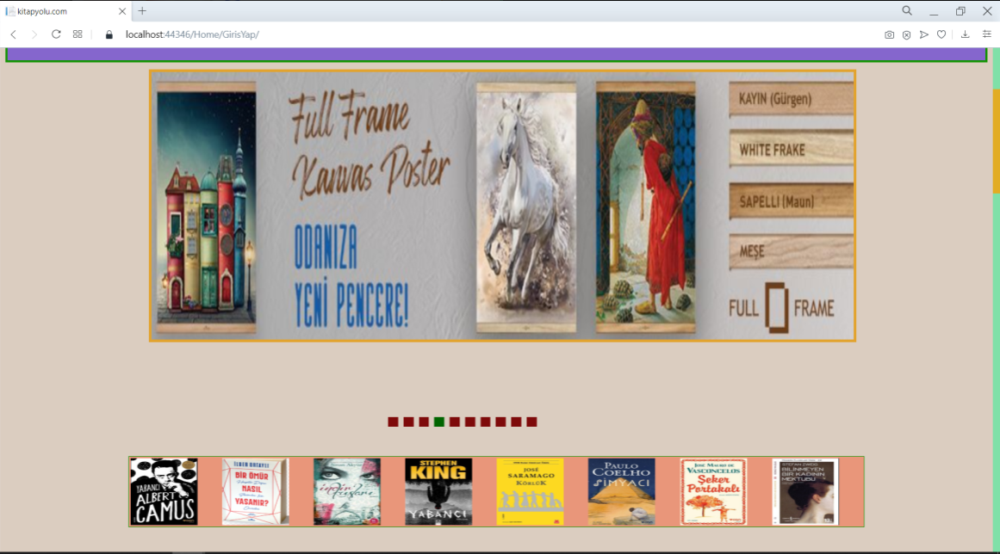 kitapyolu.com
localhost:44346/Home/GirisYap/
Full Frame
Kanvas Poster
ODANIZA
YENİ PENCERE!
KAYIN (Gürgen)
WHITE FRAKE
SAPELLI (Maun)
MEŞE
FULL FRAME
YABANCI
ALBERT
CAMUS
İLBER ORTAYLI
BİR ÖMÜR
NASIL
YAŞANIR?
STEPHEN
KING
YABANCI
JOSÉ
SARAMAGO
KÖRLÜK
PAULO
COELHO
SİMYACI
JOSÉ MAURO DE
VASCONCELOS
Şeker
Portakalı
STEFAN ZWEIG
BİLİNMEYEN
BİR KADININ
MEKTUBU